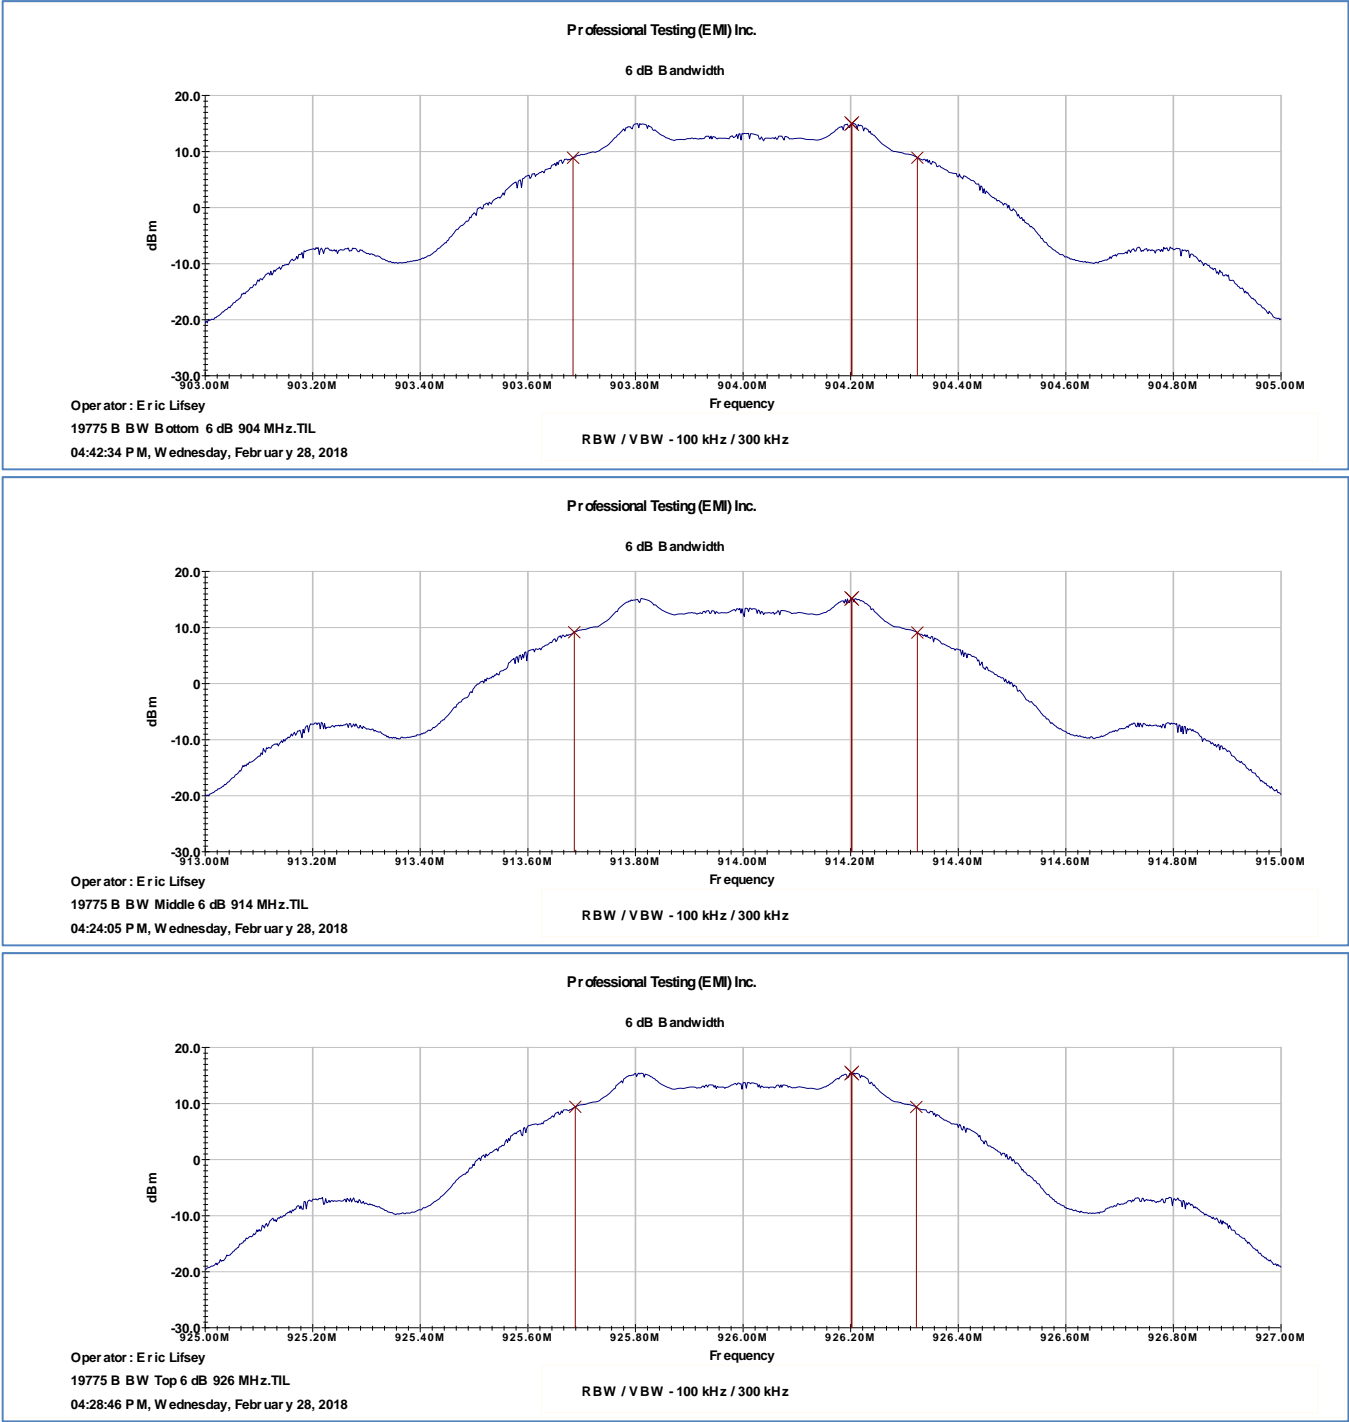 Professional Testing (EMI) Inc.
6 dB Bandwidth
20.0
10.0
0
-10.0
-20.0
-30.0
dBm
903.00M 903.20M 903.40M 903.60M 903.80M 904.00M 904.20M 904.40M 904.60M 904.80M 905.00M
Frequency
Operator: Eric Lifsey
19775 B BW Bottom 6 dB 904 MHz.TIL
RBW / VBW - 100 kHz / 300 kHz
04:42:34 PM, Wednesday, February 28, 2018
Professional Testing (EMI) Inc.
6 dB Bandwidth
20.0
10.0
0
-10.0
-20.0
-30.0
dBm
913.00M 913.20M 913.40M 913.60M 913.80M 914.00M 914.20M 914.40M 914.60M 914.80M 915.00M
Frequency
Operator: Eric Lifsey
19775 B BW Middle 6 dB 914 MHz.TIL
RBW / VBW - 100 kHz / 300 kHz
04:24:05 PM, Wednesday, February 28, 2018
Professional Testing (EMI) Inc.
6 dB Bandwidth
20.0
10.0
0
-10.0
-20.0
-30.0
dBm
925.00M 925.20M 925.40M 925.60M 925.80M 926.00M 926.20M 926.40M 926.60M 926.80M 927.00M
Frequency
Operator: Eric Lifsey
19775 B BW Top 6 dB 926 MHz.TIL
RBW / VBW - 100 kHz / 300 kHz
04:28:46 PM, Wednesday, February 28, 2018